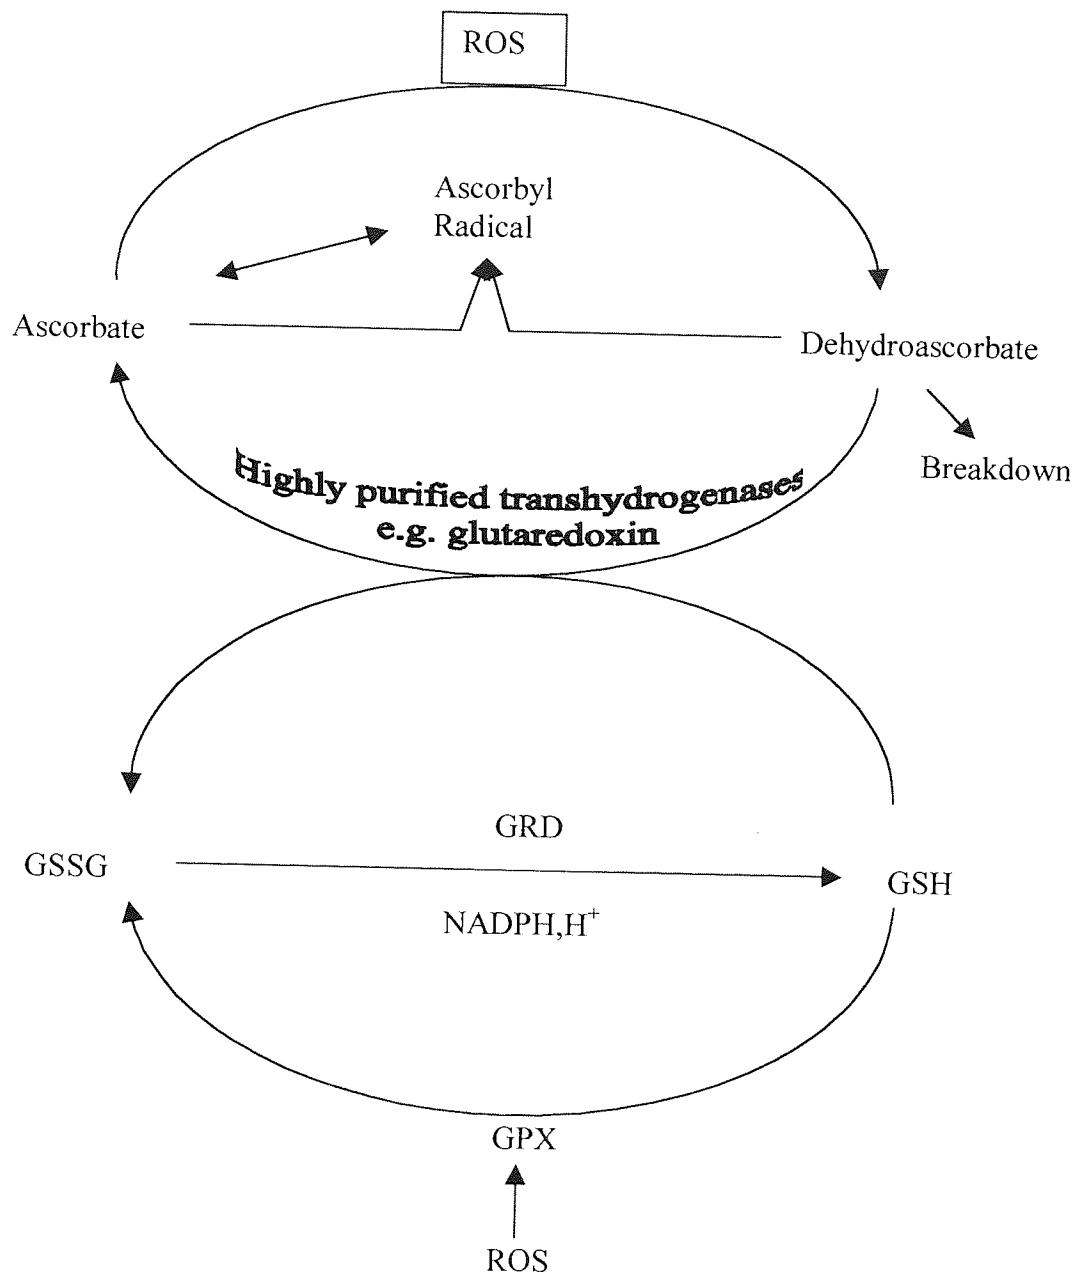 ROS
Ascorbyl
Radical
Ascorbate
Dehydroascorbate
Breakdown
Highly purified transhydrogenases
e.g. glutaredoxin
GRD
GSSG
GSH
NADPH,H⁺
GPX
ROS